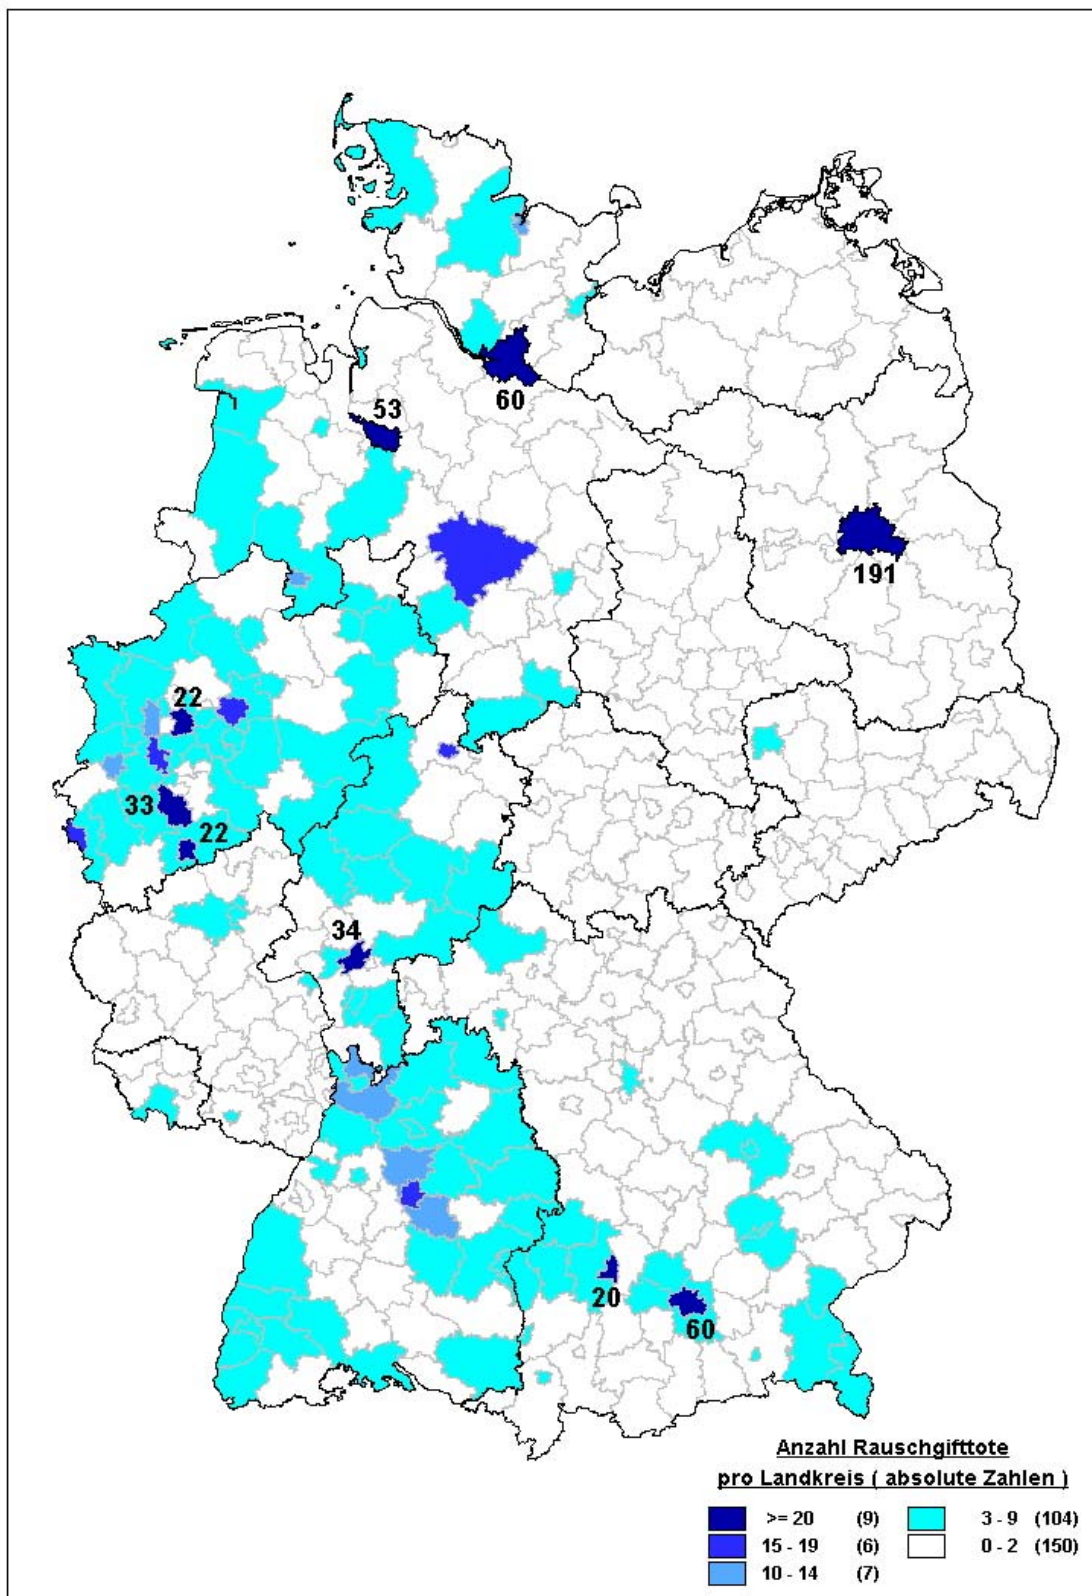 60
53
191
22
33
22
34
20
60
Anzahl Rauschgifttote
pro Landkreis ( absolute Zahlen )
>= 20 (9) 3 - 9 (104)
15 - 19 (6) 0 - 2 (150)
10 - 14 (7)